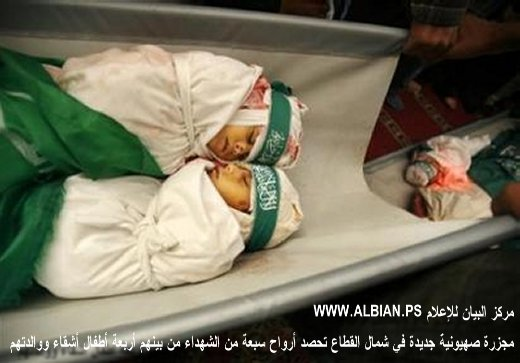 مركز البيان للإعلام WWW.ALBIAN.PS
مجزرة صهيونية جديدة في شمال القطاع تحصد أرواح سبعة من الشهداء من بينهم أربعة أطفال أشقاء ووالدتهم